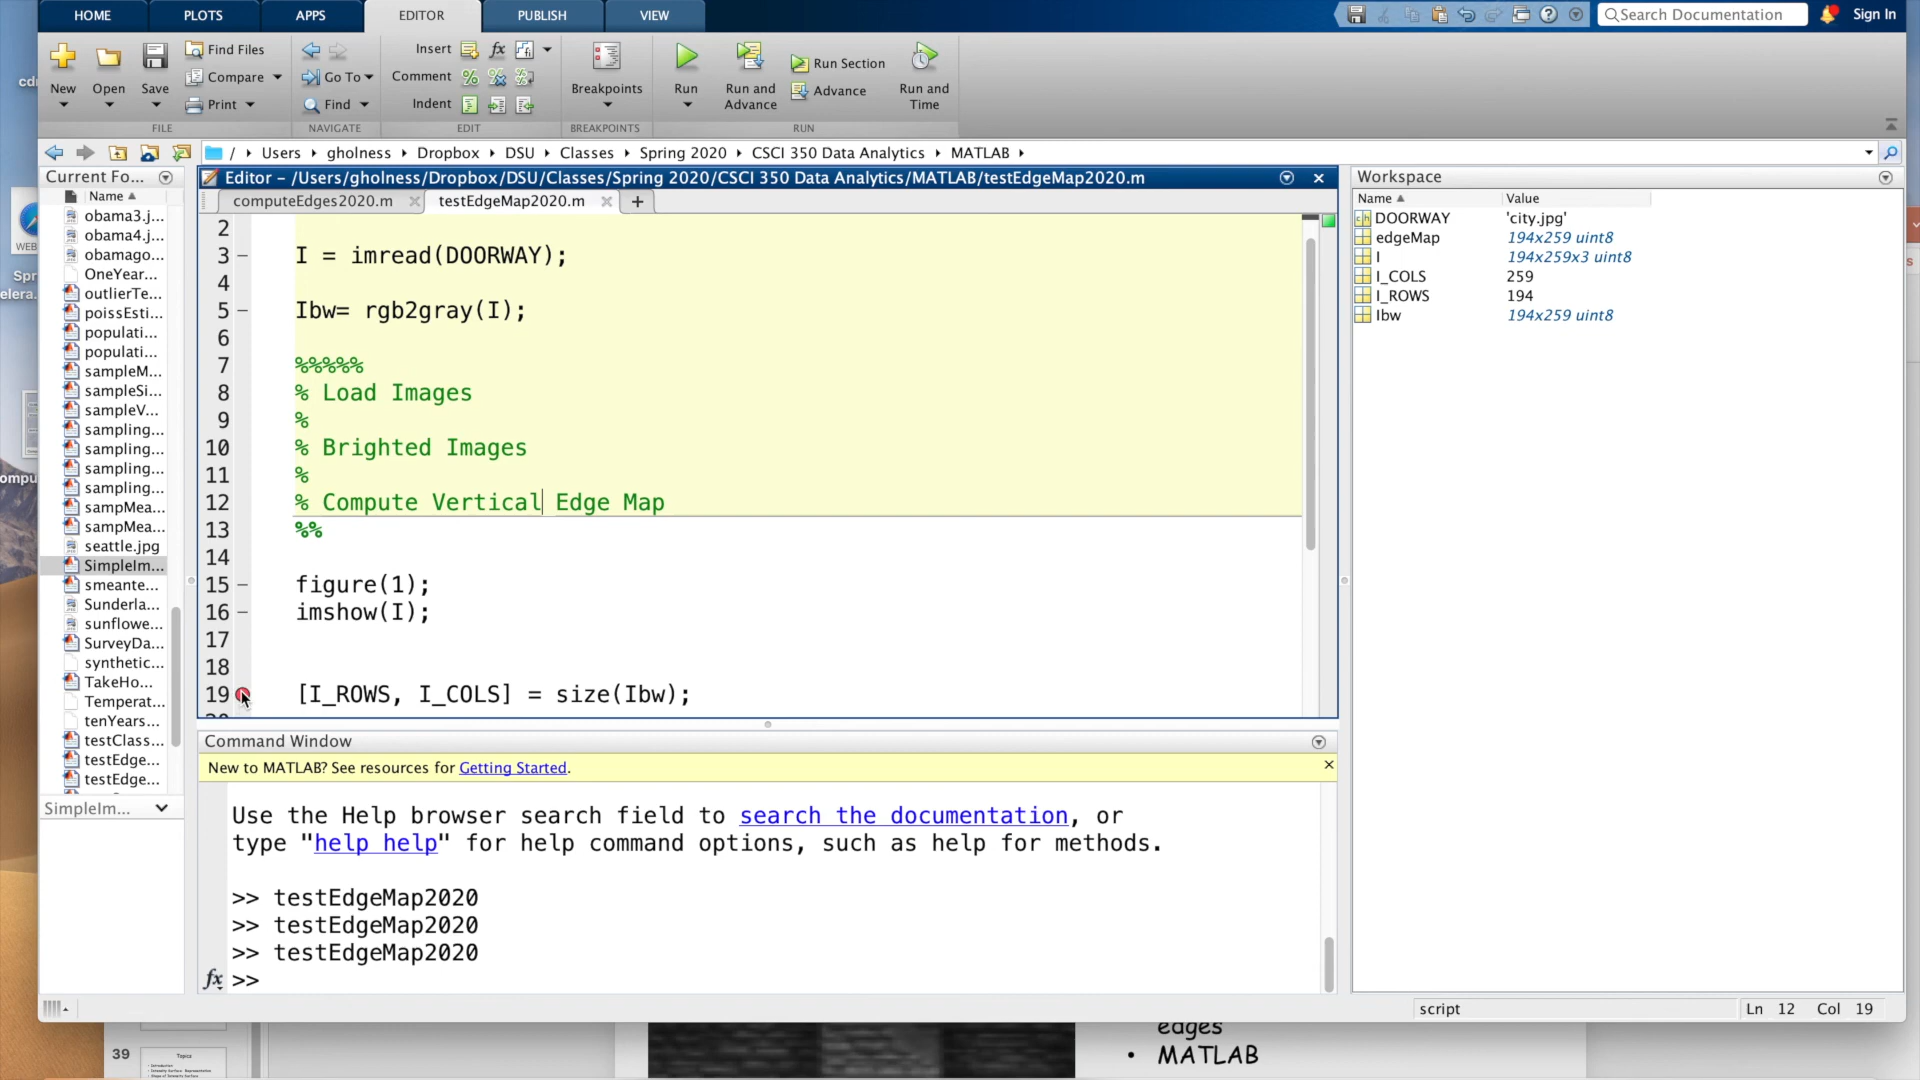 HOME PLOTS APPS EDITOR PUBLISH VIEW
Search Documentation
Sign In
New
Open
Save
Find Files
Compare
Print
Go To
Find
Insert
Comment
Indent
Breakpoints
Run
Run and
Advance
Run Section
Advance
Run and
Time
FILE NAVIGATE EDIT BREAKPOINTS RUN
/ Users gholness Dropbox DSU Classes Spring 2020 CSCI 350 Data Analytics MATLAB
Current Fo...
Name
obama3.j...
obama4.j...
obamago...
OneYear...
outlierTe...
poissEsti...
populati...
populati...
sampleM...
sampleSi...
sampleV...
sampling...
sampling...
sampling...
sampling...
sampMea...
sampMea...
seattle.jpg
SimpleIm...
smeante...
Sunderla...
sunflowe...
SurveyDa...
synthetic...
TakeHo...
Temperat...
tenYears...
testClass...
testEdge...
testEdge...
SimpleIm...
Editor – /Users/gholness/Dropbox/DSU/Classes/Spring 2020/CSCI 350 Data Analytics/MATLAB/testEdgeMap2020.m
computeEdges2020.m testEdgeMap2020.m +
2
3 – I = imread(DOORWAY);
4
5 – Ibw= rgb2gray(I);
6
7 %%%%%
8 % Load Images
9 %
10 % Brighted Images
11 %
12 % Compute Vertical Edge Map
13 %%
14
15 – figure(1);
16 – imshow(I);
17
18
19 [I_ROWS, I_COLS] = size(Ibw);
Command Window
New to MATLAB? See resources for Getting Started.
Use the Help browser search field to search the documentation, or
type "help help" for help command options, such as help for methods.
>> testEdgeMap2020
>> testEdgeMap2020
>> testEdgeMap2020
fx >>
Workspace
Name Value
DOORWAY 'city.jpg'
edgeMap 194x259 uint8
I 194x259x3 uint8
I_COLS 259
I_ROWS 194
Ibw 194x259 uint8
script
Ln 12 Col 19
39
Topics
edges
• MATLAB